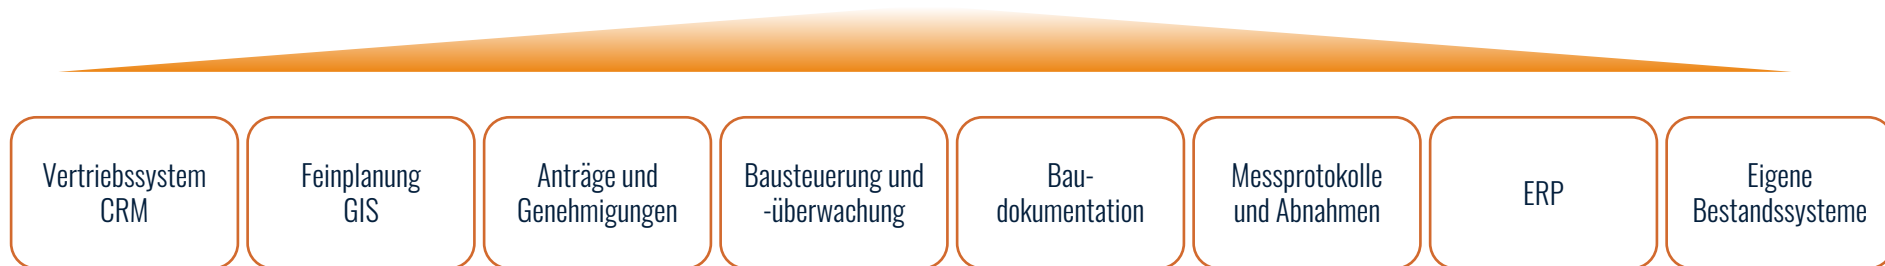 Vertriebssystem
CRM
Feinplanung
GIS
Anträge und
Genehmigungen
Bausteuerung und
-überwachung
Bau-
dokumentation
Messprotokolle
und Abnahmen
ERP
Eigene
Bestandssysteme